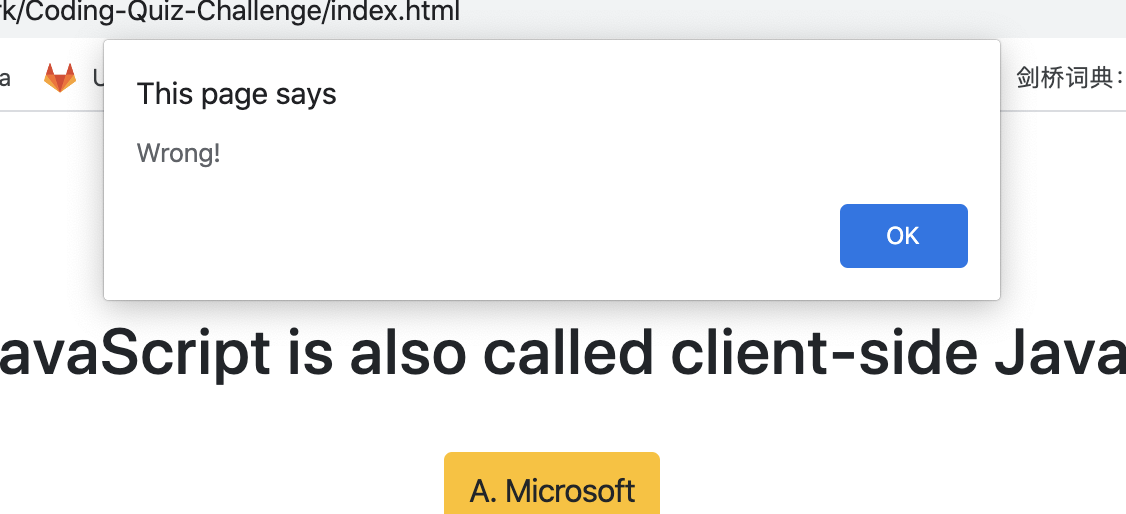 rk/Coding-Quiz-Challenge/index.html
a U 剑桥词典：
This page says
Wrong!
OK
avaScript is also called client-side Java
A. Microsoft